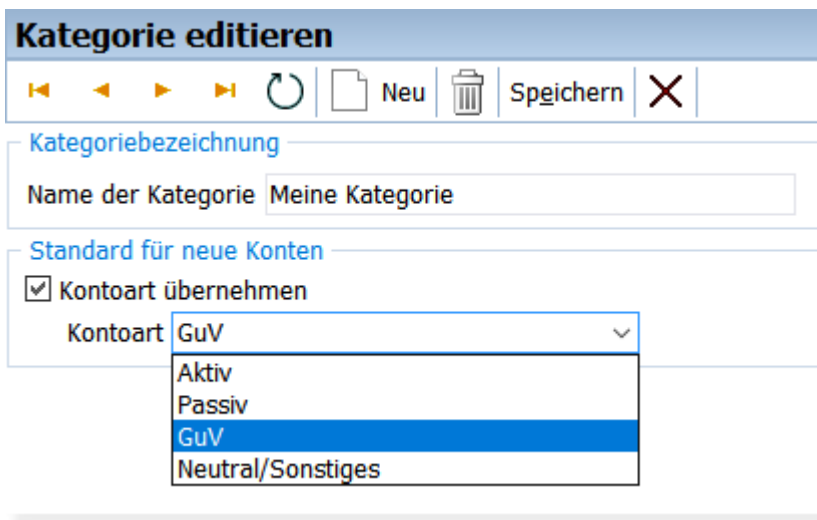 Kategorie editieren
Neu Speichern
Kategoriebezeichnung
Name der Kategorie Meine Kategorie
Standard für neue Konten
Kontoart übernehmen
Kontoart GuV
Aktiv
Passiv
GuV
Neutral/Sonstiges